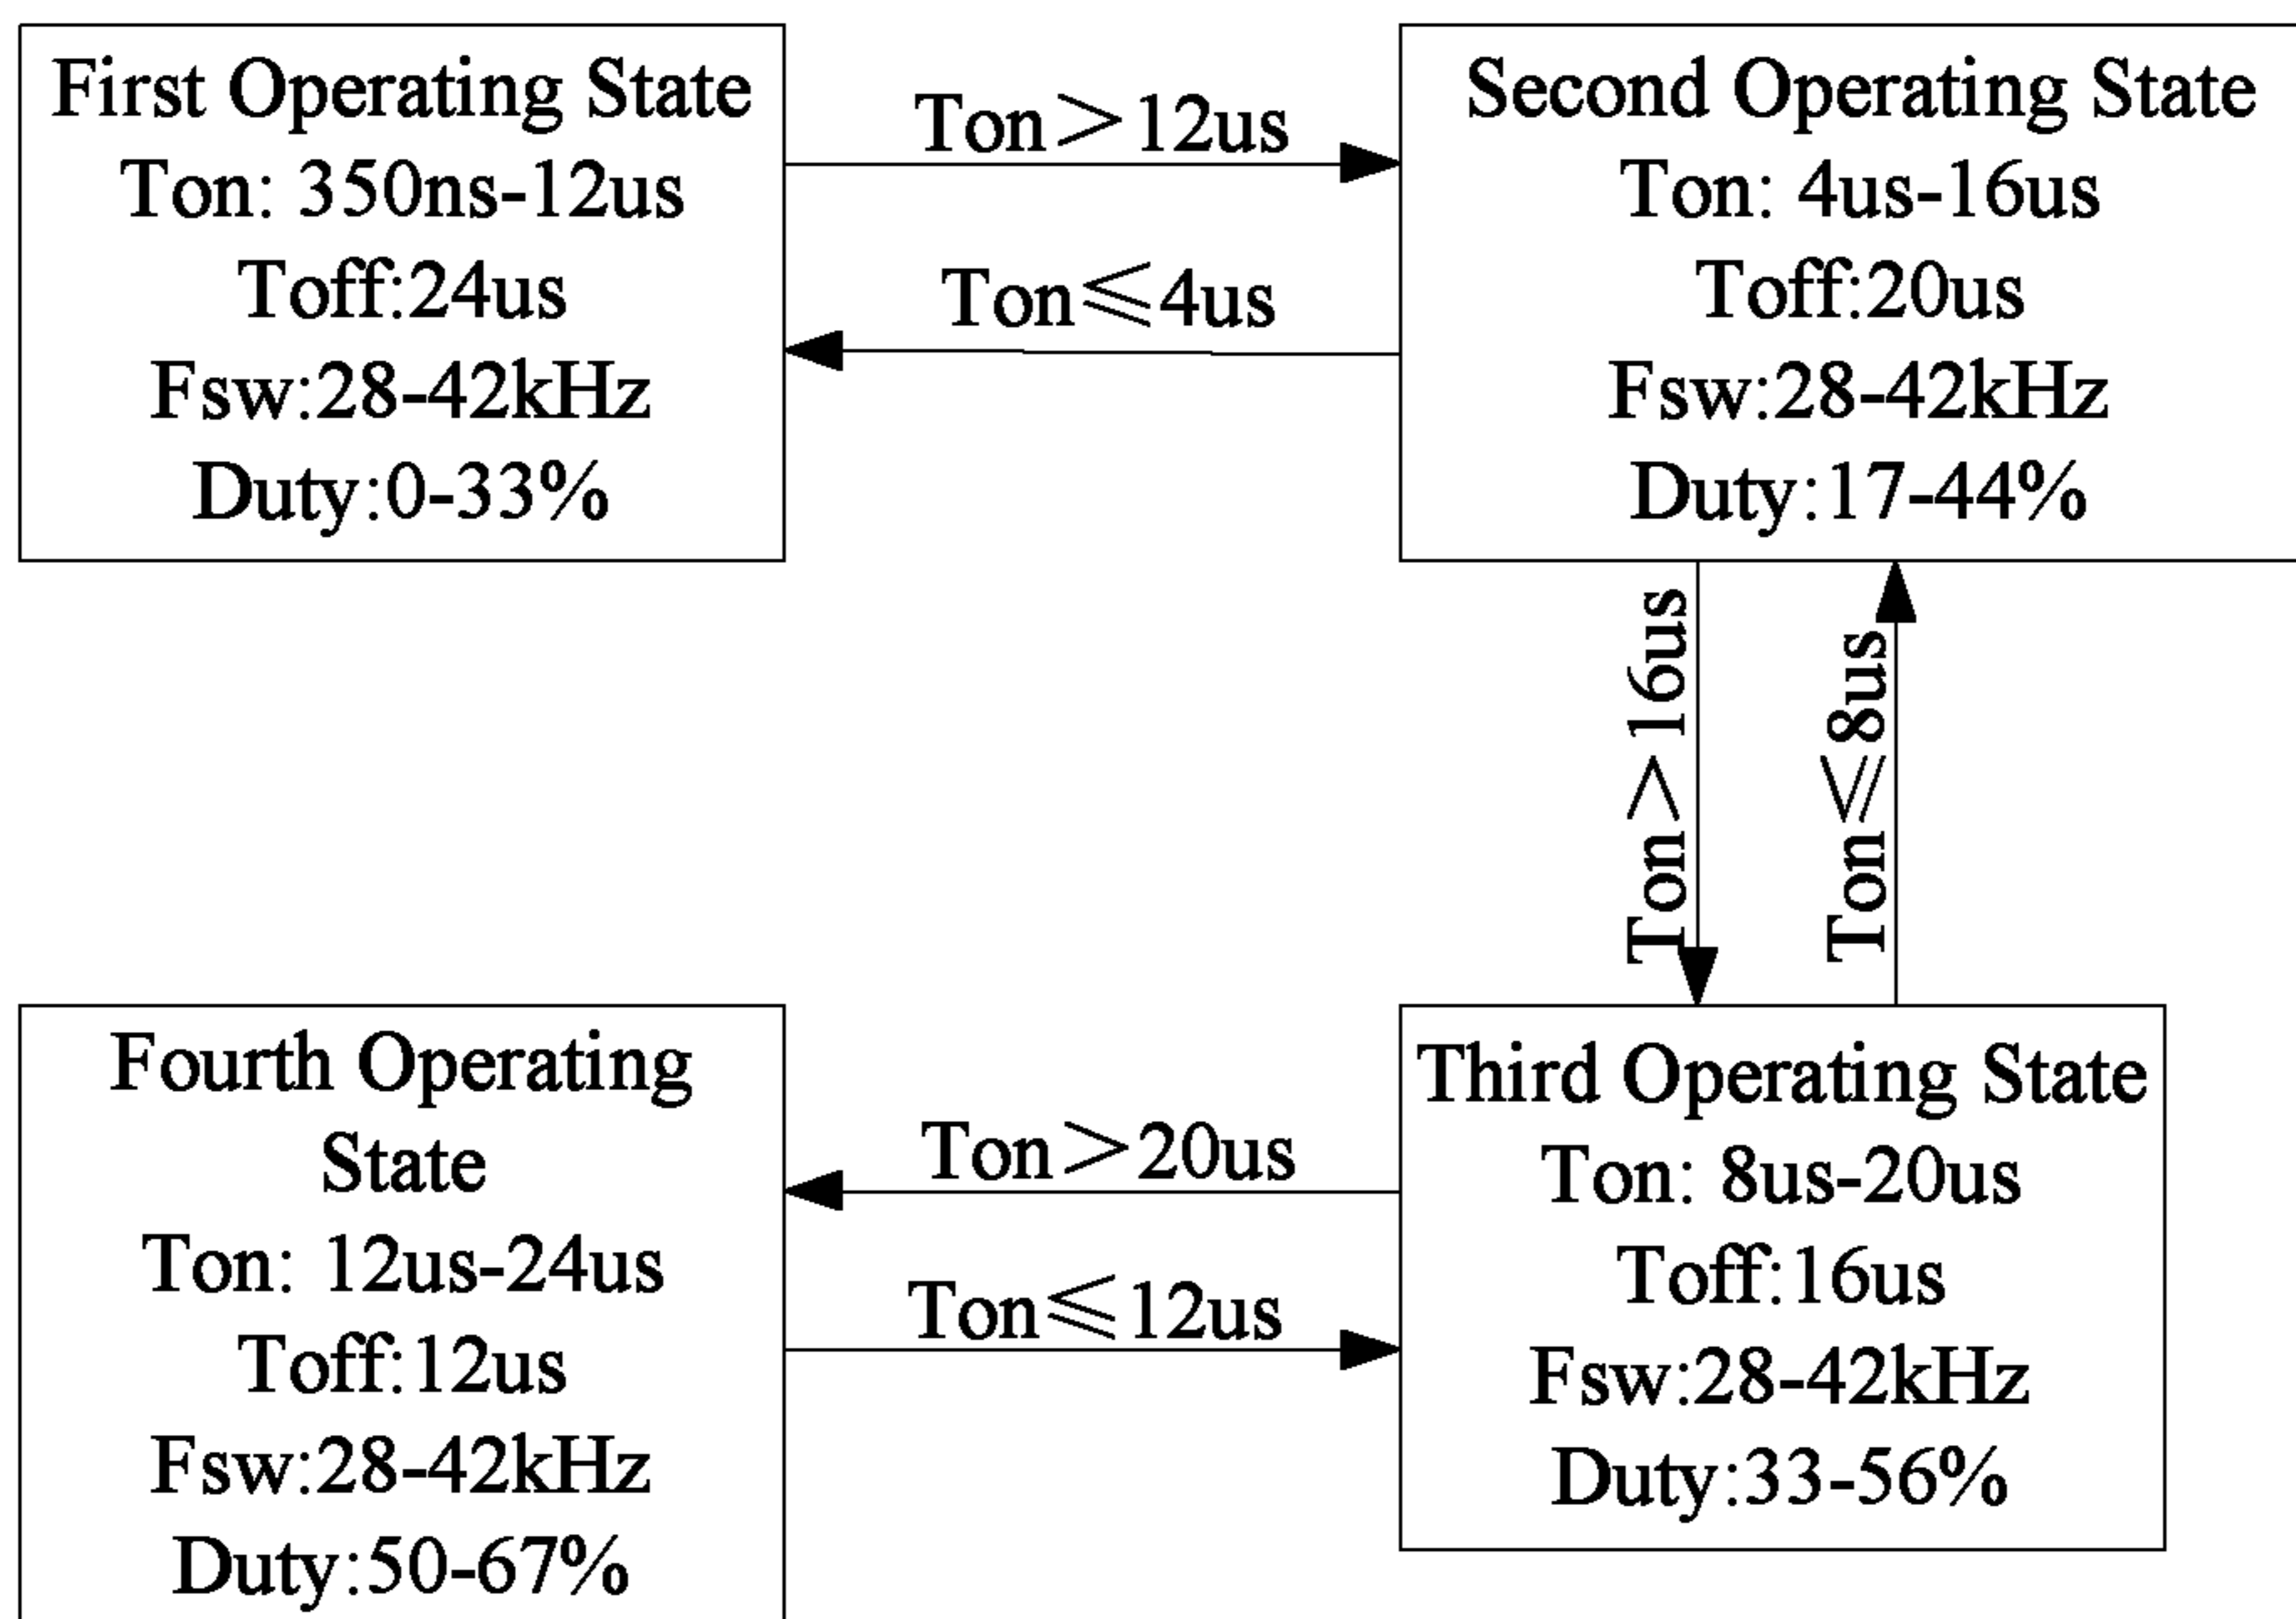 First Operating State
Ton: 350ns-12us
Toff:24us
Fsw:28-42kHz
Duty:0-33%
Ton>12us
Ton≤4us
Second Operating State
Ton: 4us-16us
Toff:20us
Fsw:28-42kHz
Duty:17-44%
Ton>16us
Ton≤8us
Fourth Operating
State
Ton: 12us-24us
Toff:12us
Fsw:28-42kHz
Duty:50-67%
Ton>20us
Ton≤12us
Third Operating State
Ton: 8us-20us
Toff:16us
Fsw:28-42kHz
Duty:33-56%